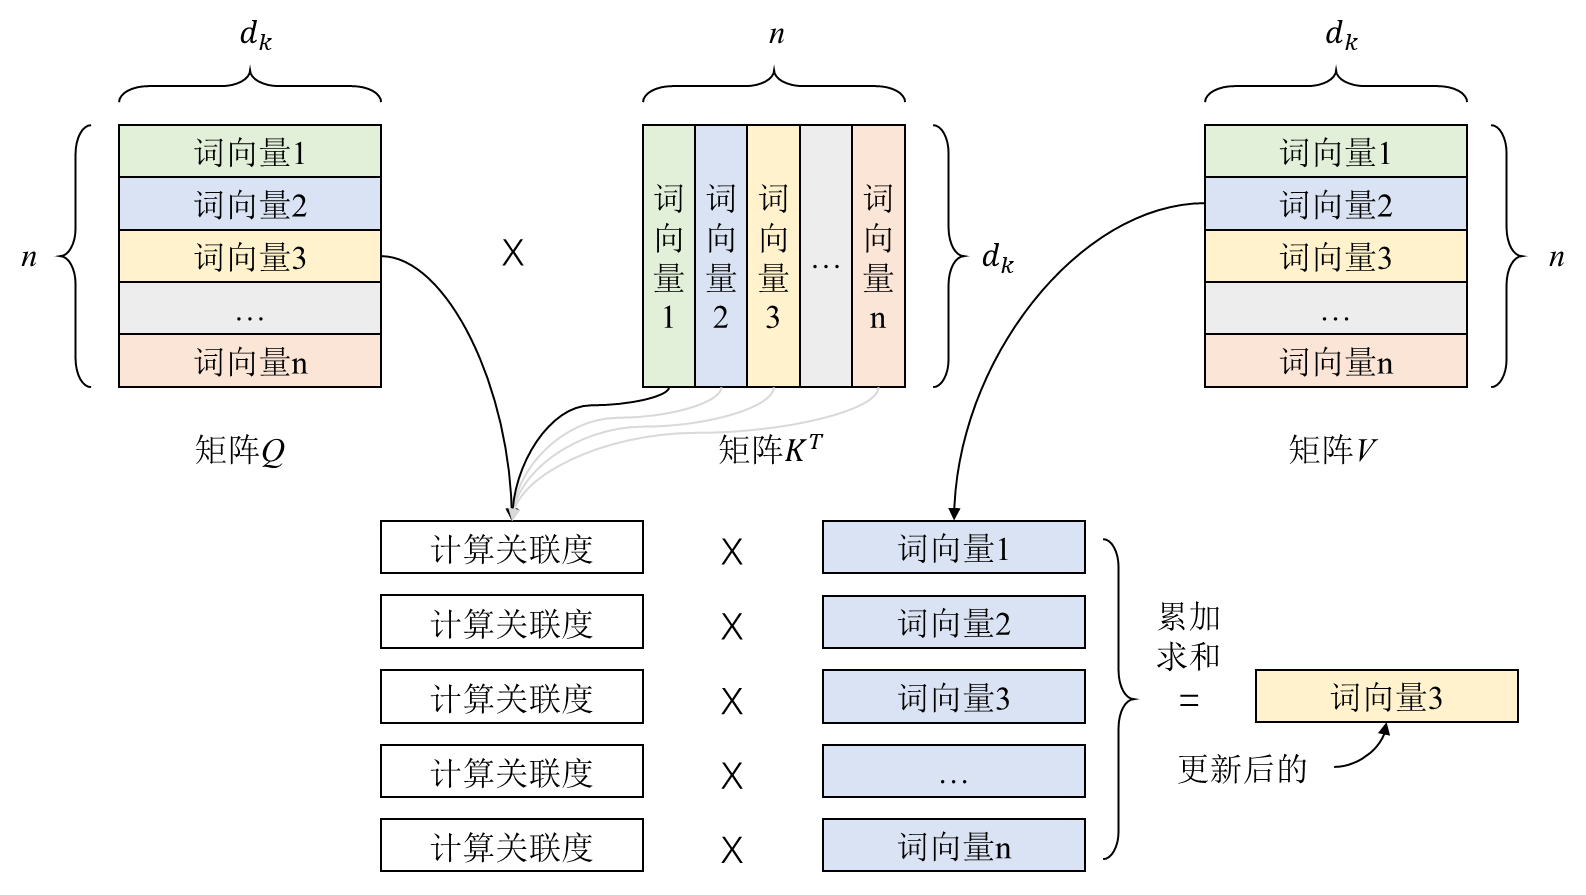 d_k
n
d_k
n
词向量1
词向量2
词向量3
…
词向量n
X
词向量1
词向量2
词向量3
…
词向量n
d_k
词向量1
词向量2
词向量3
…
词向量n
n
矩阵Q
矩阵K^T
矩阵V
计算关联度 X 词向量1
计算关联度 X 词向量2
计算关联度 X 词向量3
计算关联度 X …
计算关联度 X 词向量n
累加
求和
=
词向量3
更新后的